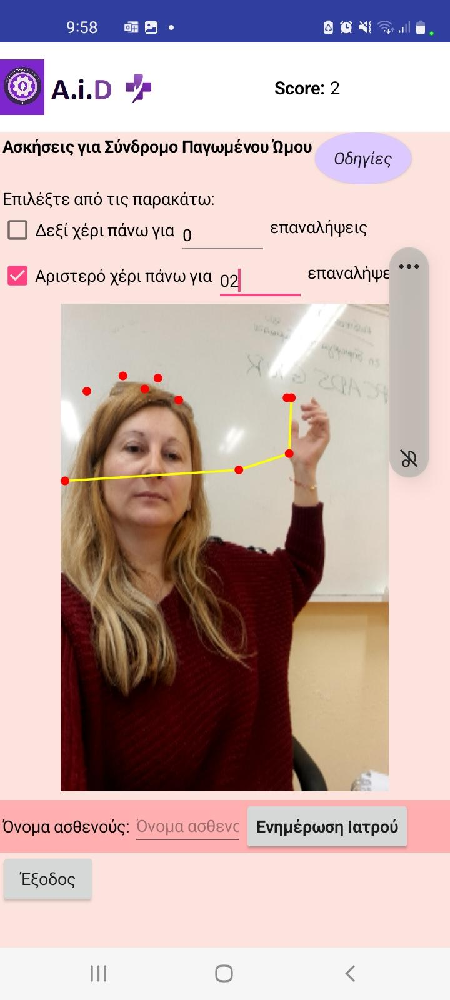 9:58
A.i.D
Score: 2
Ασκήσεις για Σύνδρομο Παγωμένου Ώμου
Οδηγίες
Επιλέξτε από τις παρακάτω:
Δεξί χέρι πάνω για 0 επαναλήψεις
Αριστερό χέρι πάνω για 02 επαναλήψε
Όνομα ασθενούς: Όνομα ασθενο Ενημέρωση Ιατρού
Έξοδος